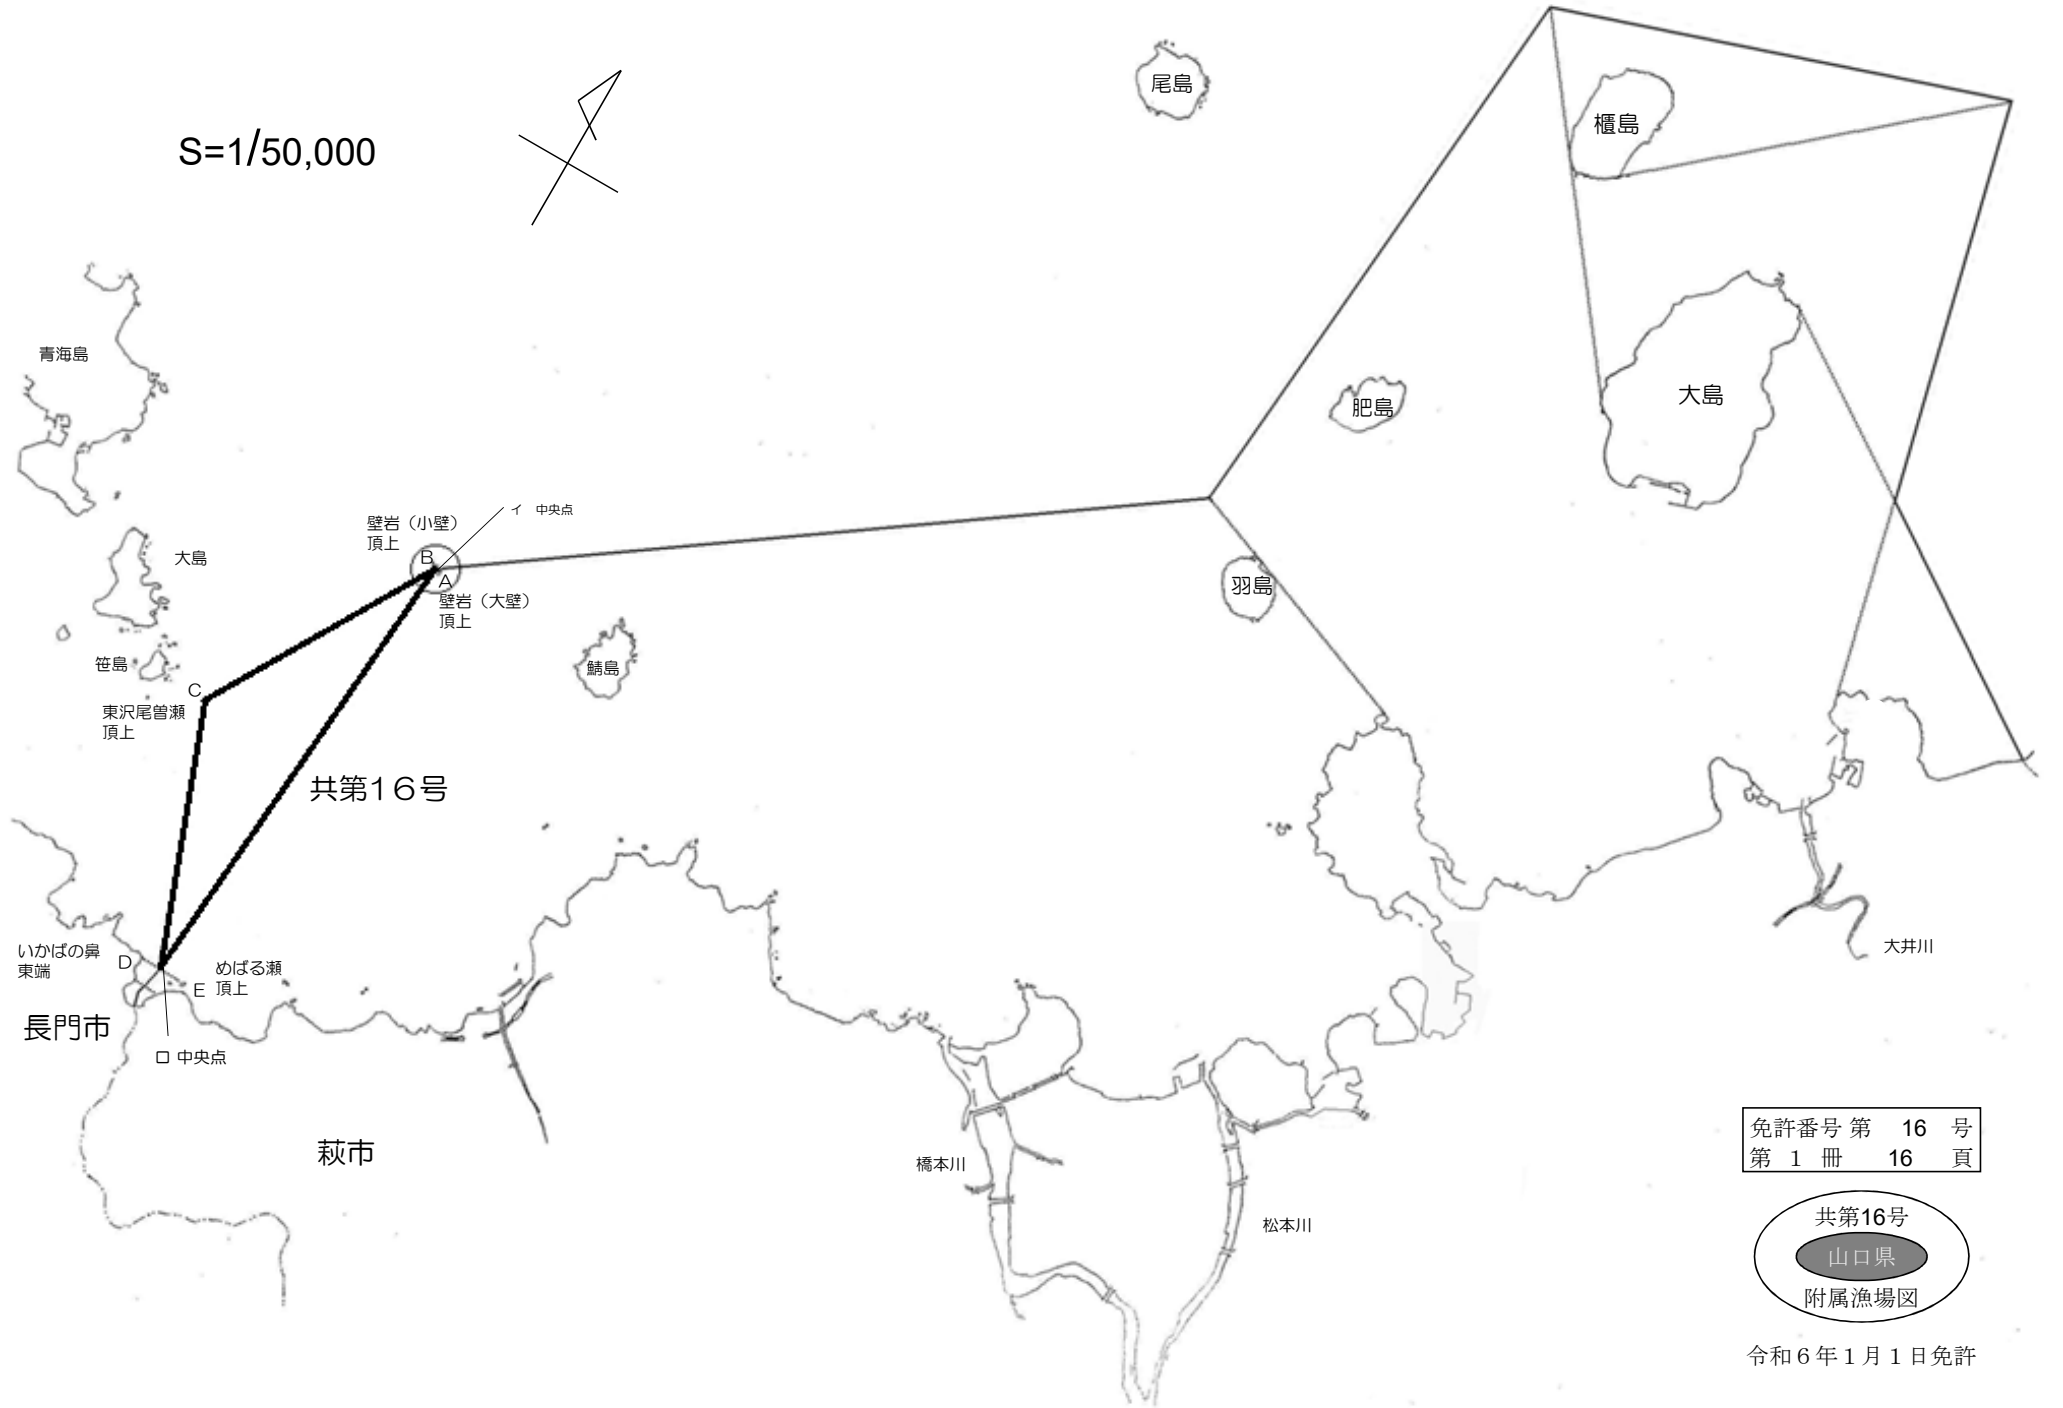 S=1/50,000
尾島
櫃島
青海島
肥島
大島
イ 中央点
壁岩（小壁）
頂上
B
A
大島
壁岩（大壁）
頂上
羽島
笹島
鯖島
C
東沢尾曽瀬
頂上
共第１６号
いかばの鼻
東端
D
めばる瀬
頂上
E
大井川
長門市
ロ 中央点
萩市
橋本川
松本川
免許番号 第 16 号
第 1 冊 16 頁
共第16号
山口県
附属漁場図
令和６年１月１日免許